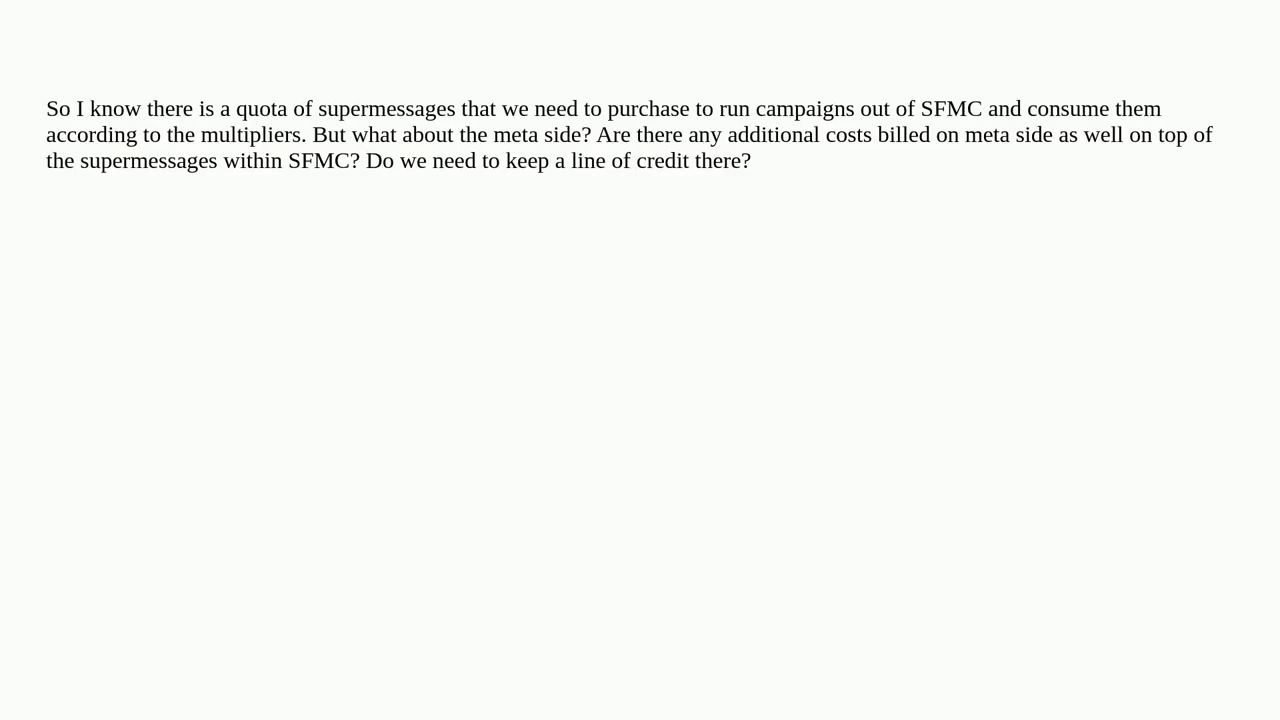 So I know there is a quota of supermessages that we need to purchase to run campaigns out of SFMC and consume them
according to the multipliers. But what about the meta side? Are there any additional costs billed on meta side as well on top of
the supermessages within SFMC? Do we need to keep a line of credit there?